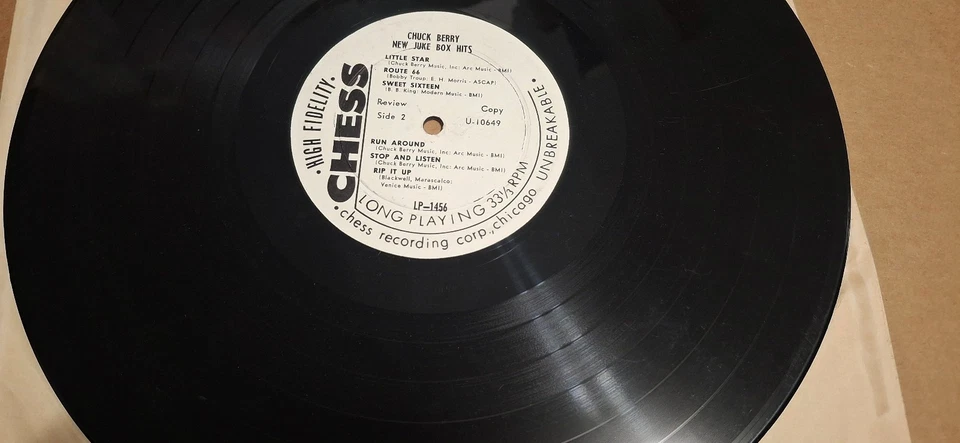 CHUCK BERRY
NEW JUKE BOX HITS
LITTLE STAR
(Chuck Berry Music, Inc: Arc Music - BMI)
ROUTE 66
(Bobby Troup: E. H. Morris - ASCAP)
SWEET SIXTEEN
(B. B. King: Modern Music - BMI)
Review Copy
Side 2 U-10649
RUN AROUND
(Chuck Berry Music, Inc: Arc Music - BMI)
STOP AND LISTEN
(Chuck Berry Music, Inc: Arc Music - BMI)
RIP IT UP
(Blackwell, Marascalco:
Venice Music - BMI)
LP-1456
LONG PLAYING 33⅓ RPM
• HIGH FIDELITY •
CHESS
• chess recording corp., chicago UNBREAKABLE •